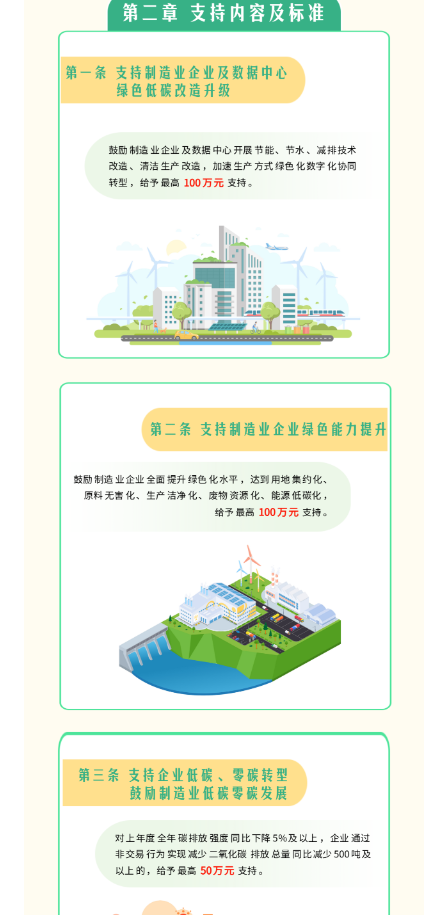 第二章 支持内容及标准
第一条 支持制造业企业及数据中心
绿色低碳改造升级
鼓励制造业企业及数据中心开展节能、节水、减排技术
改造、清洁生产改造，加速生产方式绿色化数字化协同
转型，给予最高 100万元 支持。
第二条 支持制造业企业绿色能力提升
鼓励制造业企业全面提升绿色化水平，达到用地集约化、
原料无害化、生产洁净化、废物资源化、能源低碳化，
给予最高 100万元 支持。
第三条 支持企业低碳、零碳转型
鼓励制造业低碳零碳发展
对上年度全年碳排放强度同比下降5%及以上，企业通过
非交易行为实现减少二氧化碳 排放总量同比减少500吨及
以上的，给予最高 50万元 支持。